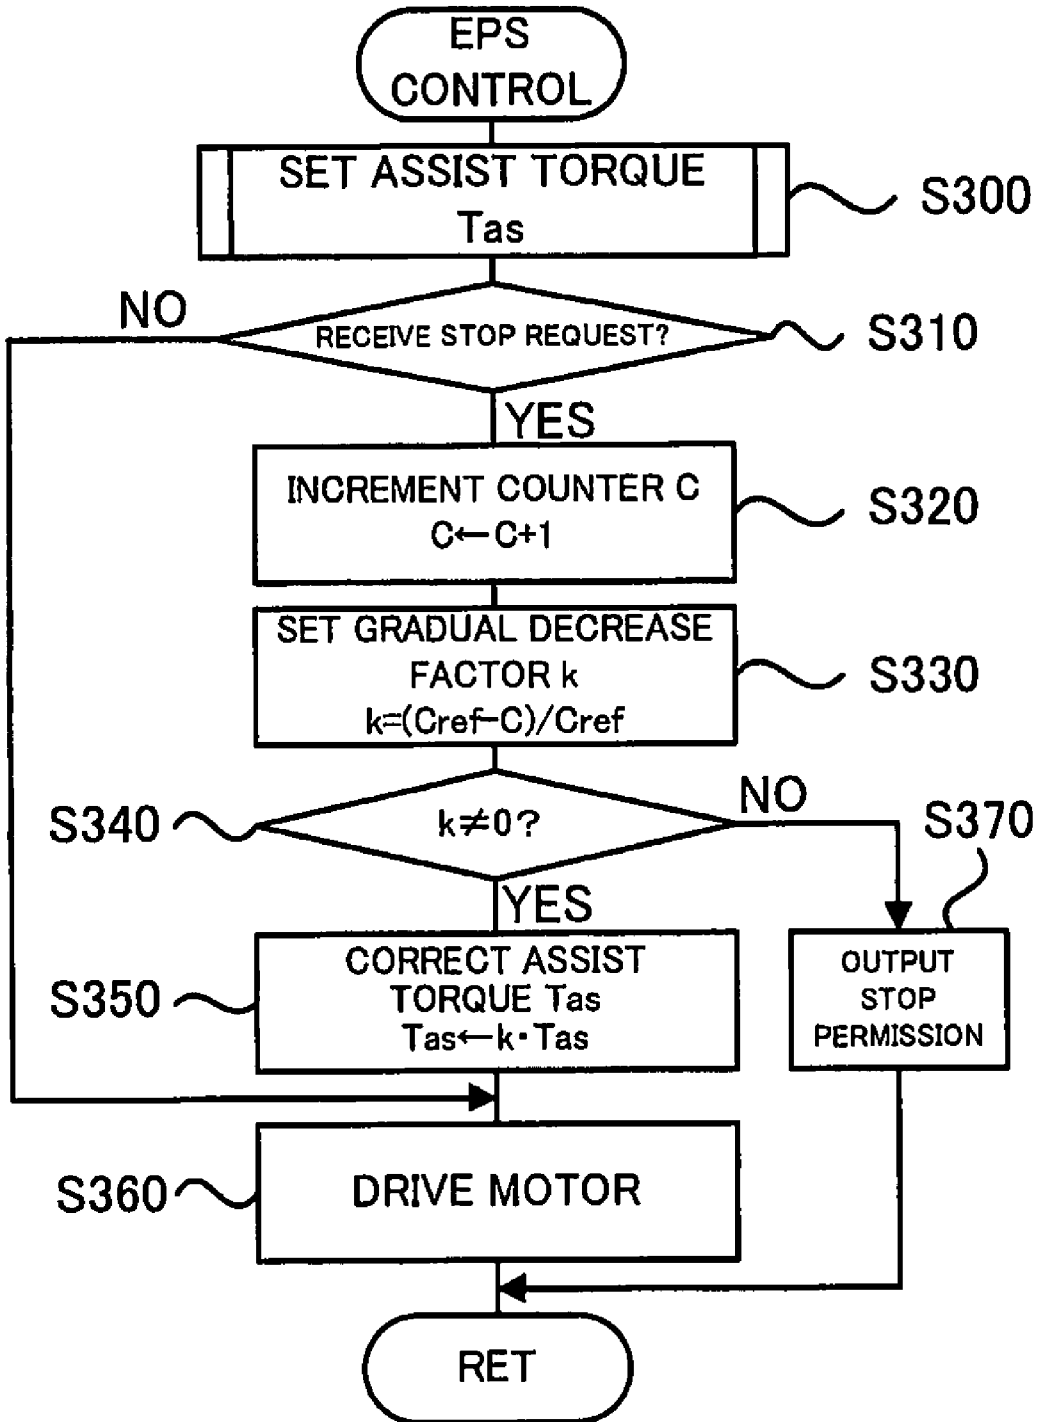 EPS
CONTROL
SET ASSIST TORQUE
Tas
S300
NO
RECEIVE STOP REQUEST?
S310
YES
INCREMENT COUNTER C
C←C+1
S320
SET GRADUAL DECREASE
FACTOR k
k=(Cref-C)/Cref
S330
S340
k≠0?
NO
S370
YES
CORRECT ASSIST
TORQUE Tas
Tas←k・Tas
S350
OUTPUT
STOP
PERMISSION
S360
DRIVE MOTOR
RET